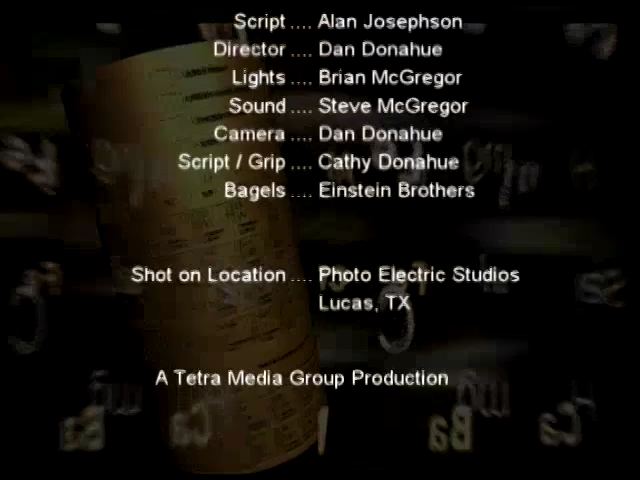 Script .... Alan Josephson
Director .... Dan Donahue
Lights .... Brian McGregor
Sound .... Steve McGregor
Camera .... Dan Donahue
Script / Grip .... Cathy Donahue
Bagels .... Einstein Brothers
Shot on Location .... Photo Electric Studios
Lucas, TX
A Tetra Media Group Production